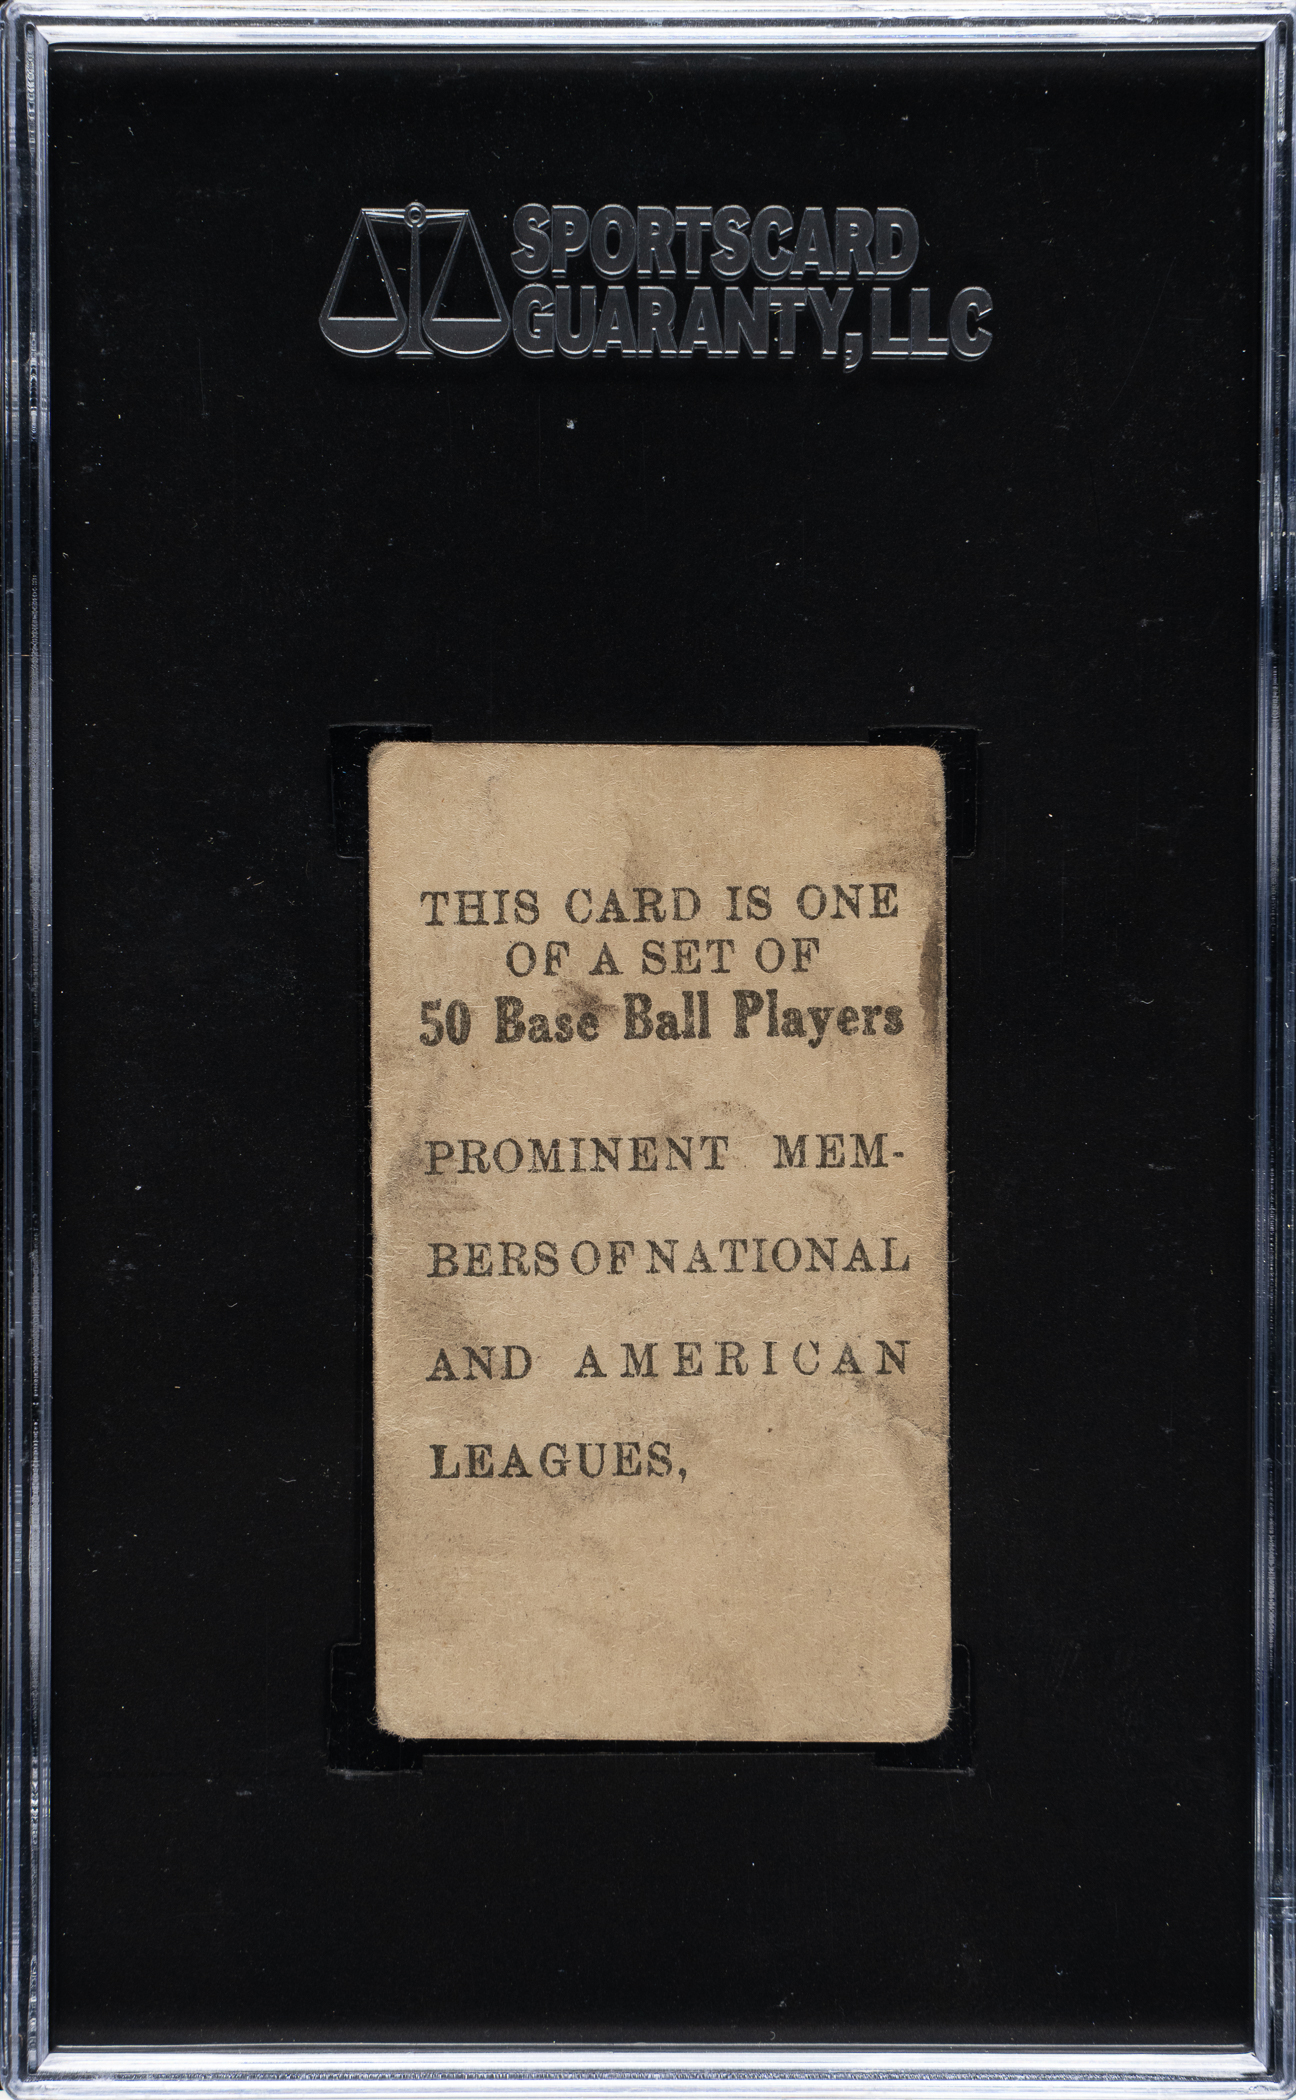 SPORTSCARD
GUARANTY, LLC
THIS CARD IS ONE
OF A SET OF
50 Base Ball Players
PROMINENT MEM-
BERS OF NATIONAL
AND AMERICAN
LEAGUES,